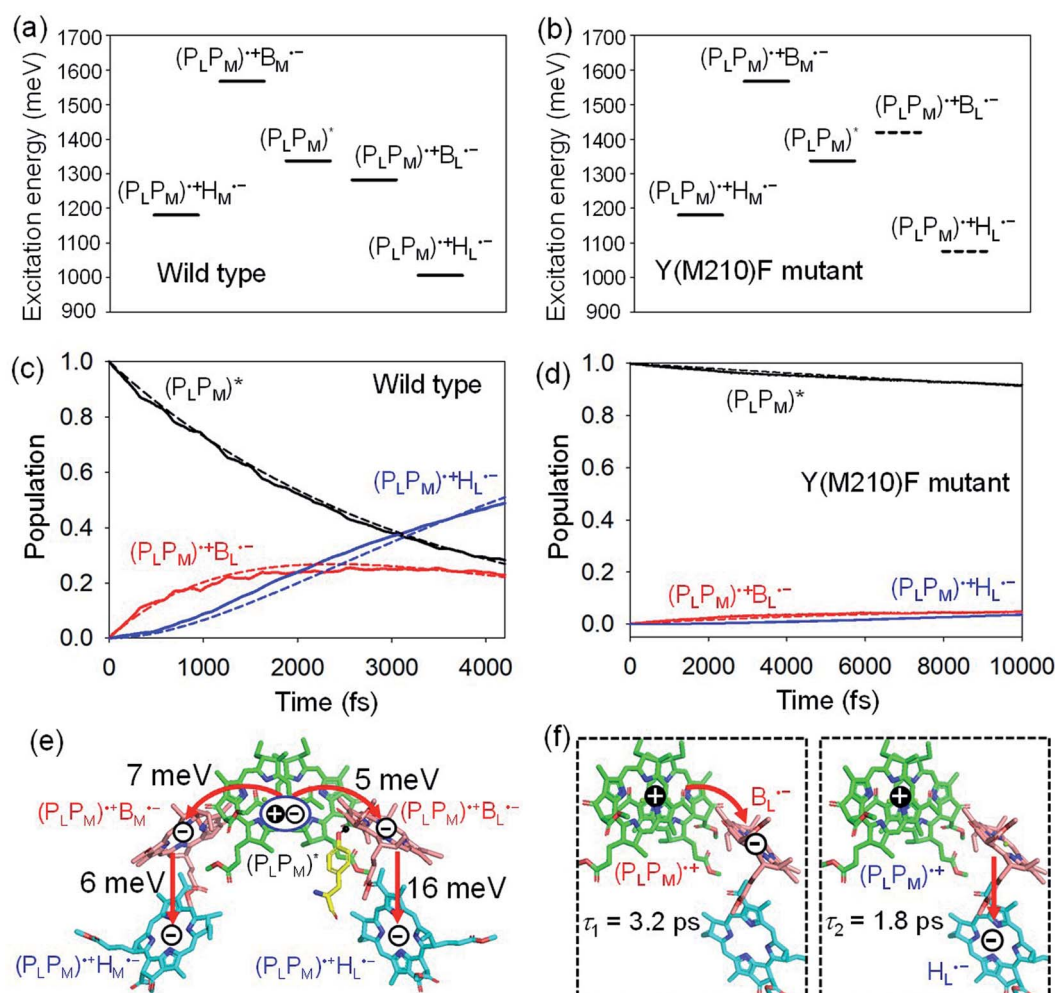 (a)
Excitation energy (meV)
1700
1600
1500
1400
1300
1200
1100
1000
900
(PLPM)•+BM•−
(PLPM)*
(PLPM)•+BL•−
(PLPM)•+HM•−
(PLPM)•+HL•−
Wild type
(b)
Excitation energy (meV)
1700
1600
1500
1400
1300
1200
1100
1000
900
(PLPM)•+BM•−
(PLPM)•+BL•−
(PLPM)*
(PLPM)•+HM•−
(PLPM)•+HL•−
Y(M210)F mutant
(c)
Population
1.0
0.8
0.6
0.4
0.2
0.0
Wild type
(PLPM)*
(PLPM)•+HL•−
(PLPM)•+BL•−
0 1000 2000 3000 4000
Time (fs)
(d)
Population
1.0
0.8
0.6
0.4
0.2
0.0
(PLPM)*
Y(M210)F mutant
(PLPM)•+BL•−
(PLPM)•+HL•−
0 2000 4000 6000 8000 10000
Time (fs)
(e)
7 meV
5 meV
(PLPM)•+BM•−
(PLPM)•+BL•−
(PLPM)*
6 meV
16 meV
(PLPM)•+HM•−
(PLPM)•+HL•−
(f)
BL•−
(PLPM)•+
τ1 = 3.2 ps
(PLPM)•+
τ2 = 1.8 ps
HL•−